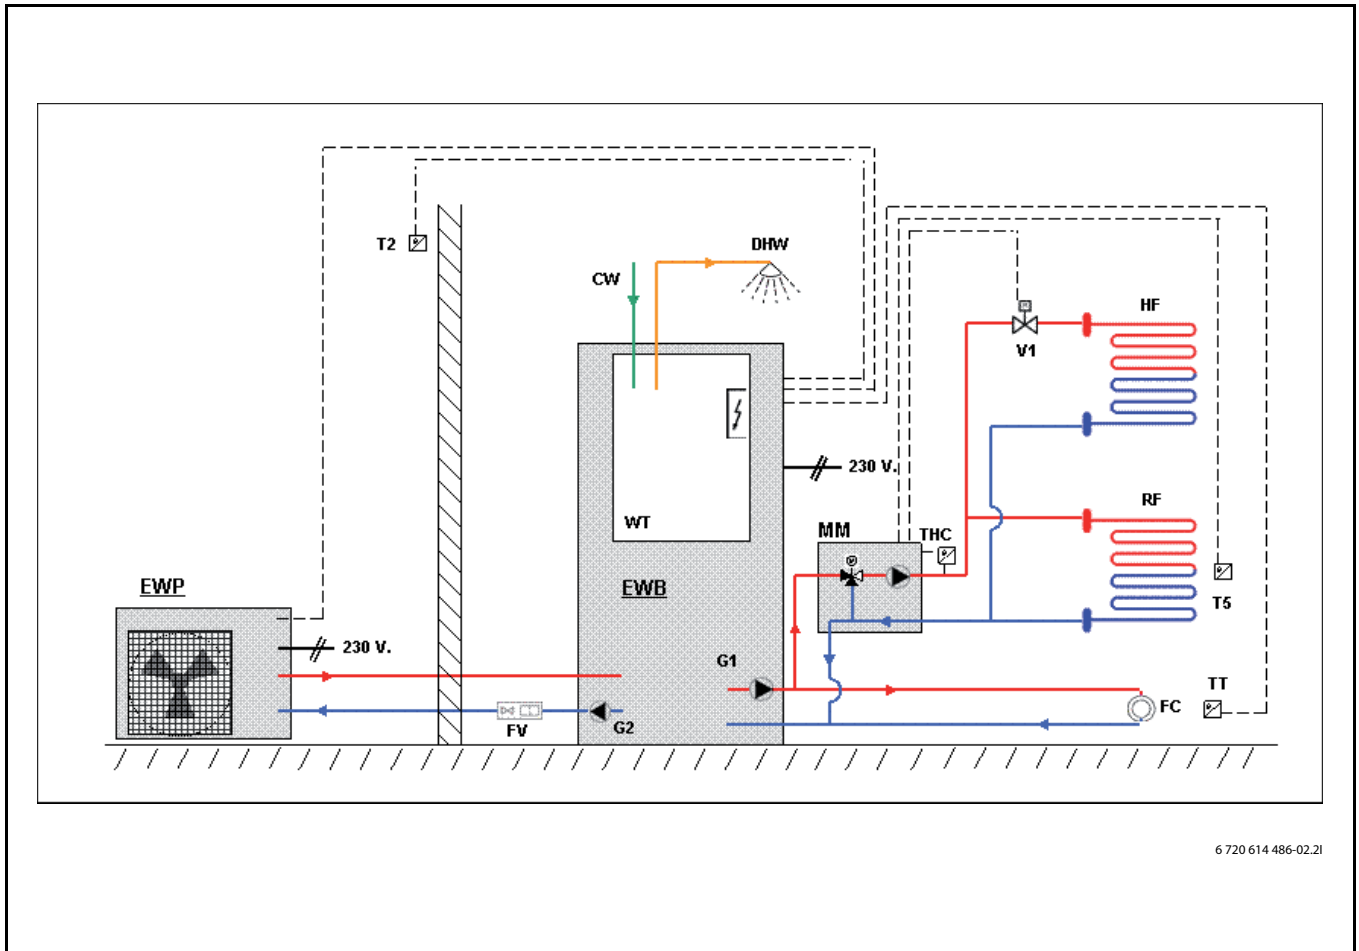 T2
CW
DHW
HF
V1
230 V.
WT
RF
MM
THC
EWP
EWB
T5
230 V.
G1
TT
FC
FV
G2
6 720 614 486-02.2I